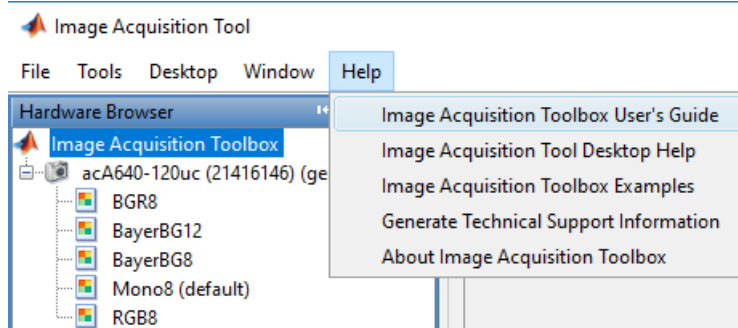 Image Acquisition Tool
File Tools Desktop Window Help
Hardware Browser
Image Acquisition Toolbox
acA640-120uc (21416146) (ge
BGR8
BayerBG12
BayerBG8
Mono8 (default)
RGB8
Image Acquisition Toolbox User's Guide
Image Acquisition Tool Desktop Help
Image Acquisition Toolbox Examples
Generate Technical Support Information
About Image Acquisition Toolbox